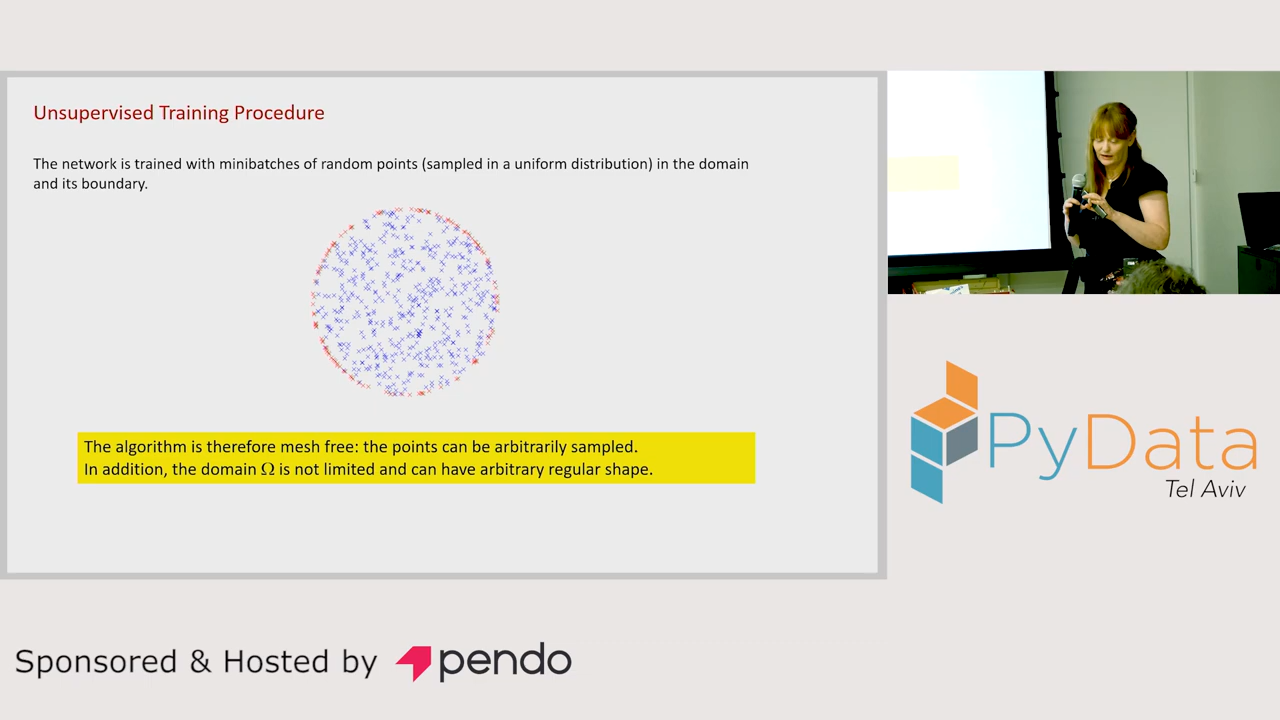 Unsupervised Training Procedure
The network is trained with minibatches of random points (sampled in a uniform distribution) in the domain
and its boundary.
The algorithm is therefore mesh free: the points can be arbitrarily sampled.
In addition, the domain Ω is not limited and can have arbitrary regular shape.
PyData
Tel Aviv
Sponsored & Hosted by pendo